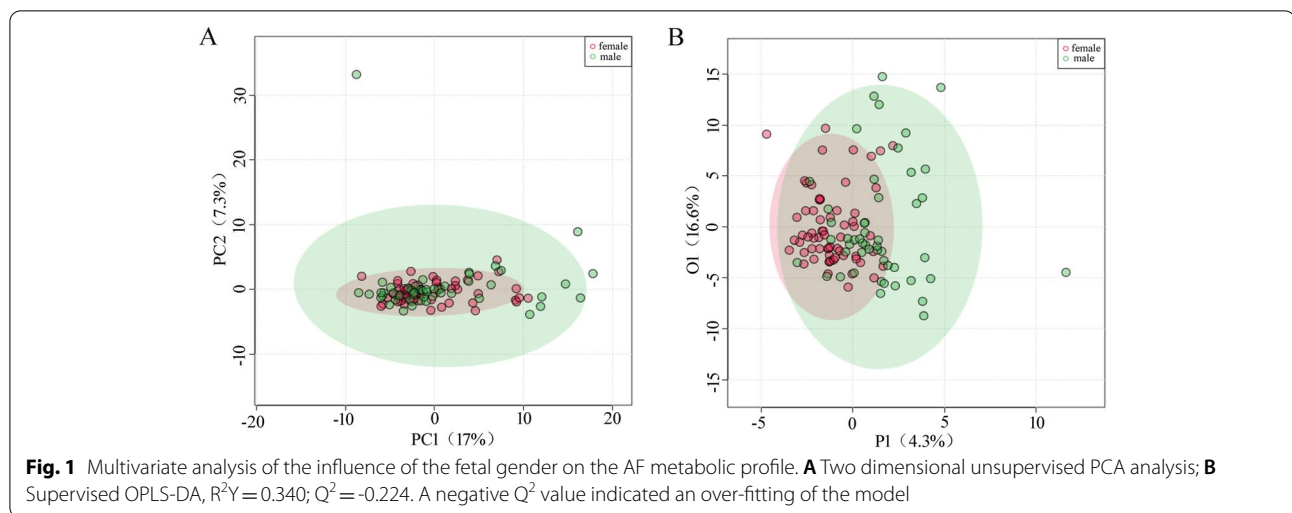 A
B
female
male
female
male
30
20
10
0
-10
PC2 (7.3%)
-20
-10
0
10
20
PC1 (17%)
15
10
5
0
-5
-10
-15
O1 (16.6%)
-5
0
5
10
P1 (4.3%)
Fig. 1 Multivariate analysis of the influence of the fetal gender on the AF metabolic profile. A Two dimensional unsupervised PCA analysis; B
Supervised OPLS-DA, R²Y = 0.340; Q² = -0.224. A negative Q² value indicated an over-fitting of the model